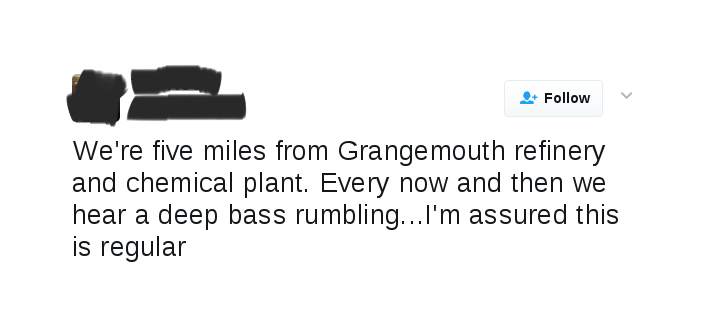 Follow
We're five miles from Grangemouth refinery
and chemical plant. Every now and then we
hear a deep bass rumbling...I'm assured this
is regular